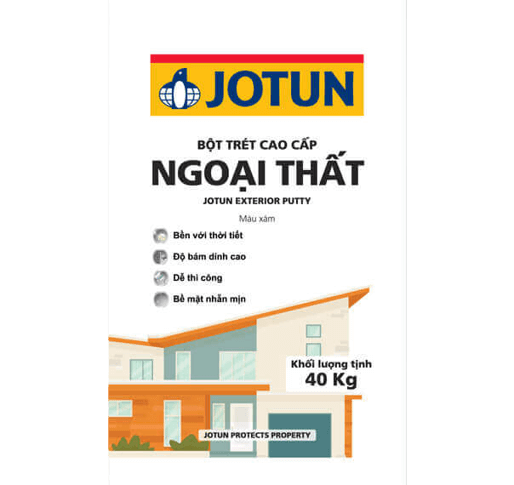 JOTUN
BỘT TRÉT CAO CẤP
NGOẠI THẤT
JOTUN EXTERIOR PUTTY
Màu xám
Bền với thời tiết
Độ bám dính cao
Dễ thi công
Bề mặt nhẵn mịn
Khối lượng tịnh
40 Kg
JOTUN PROTECTS PROPERTY